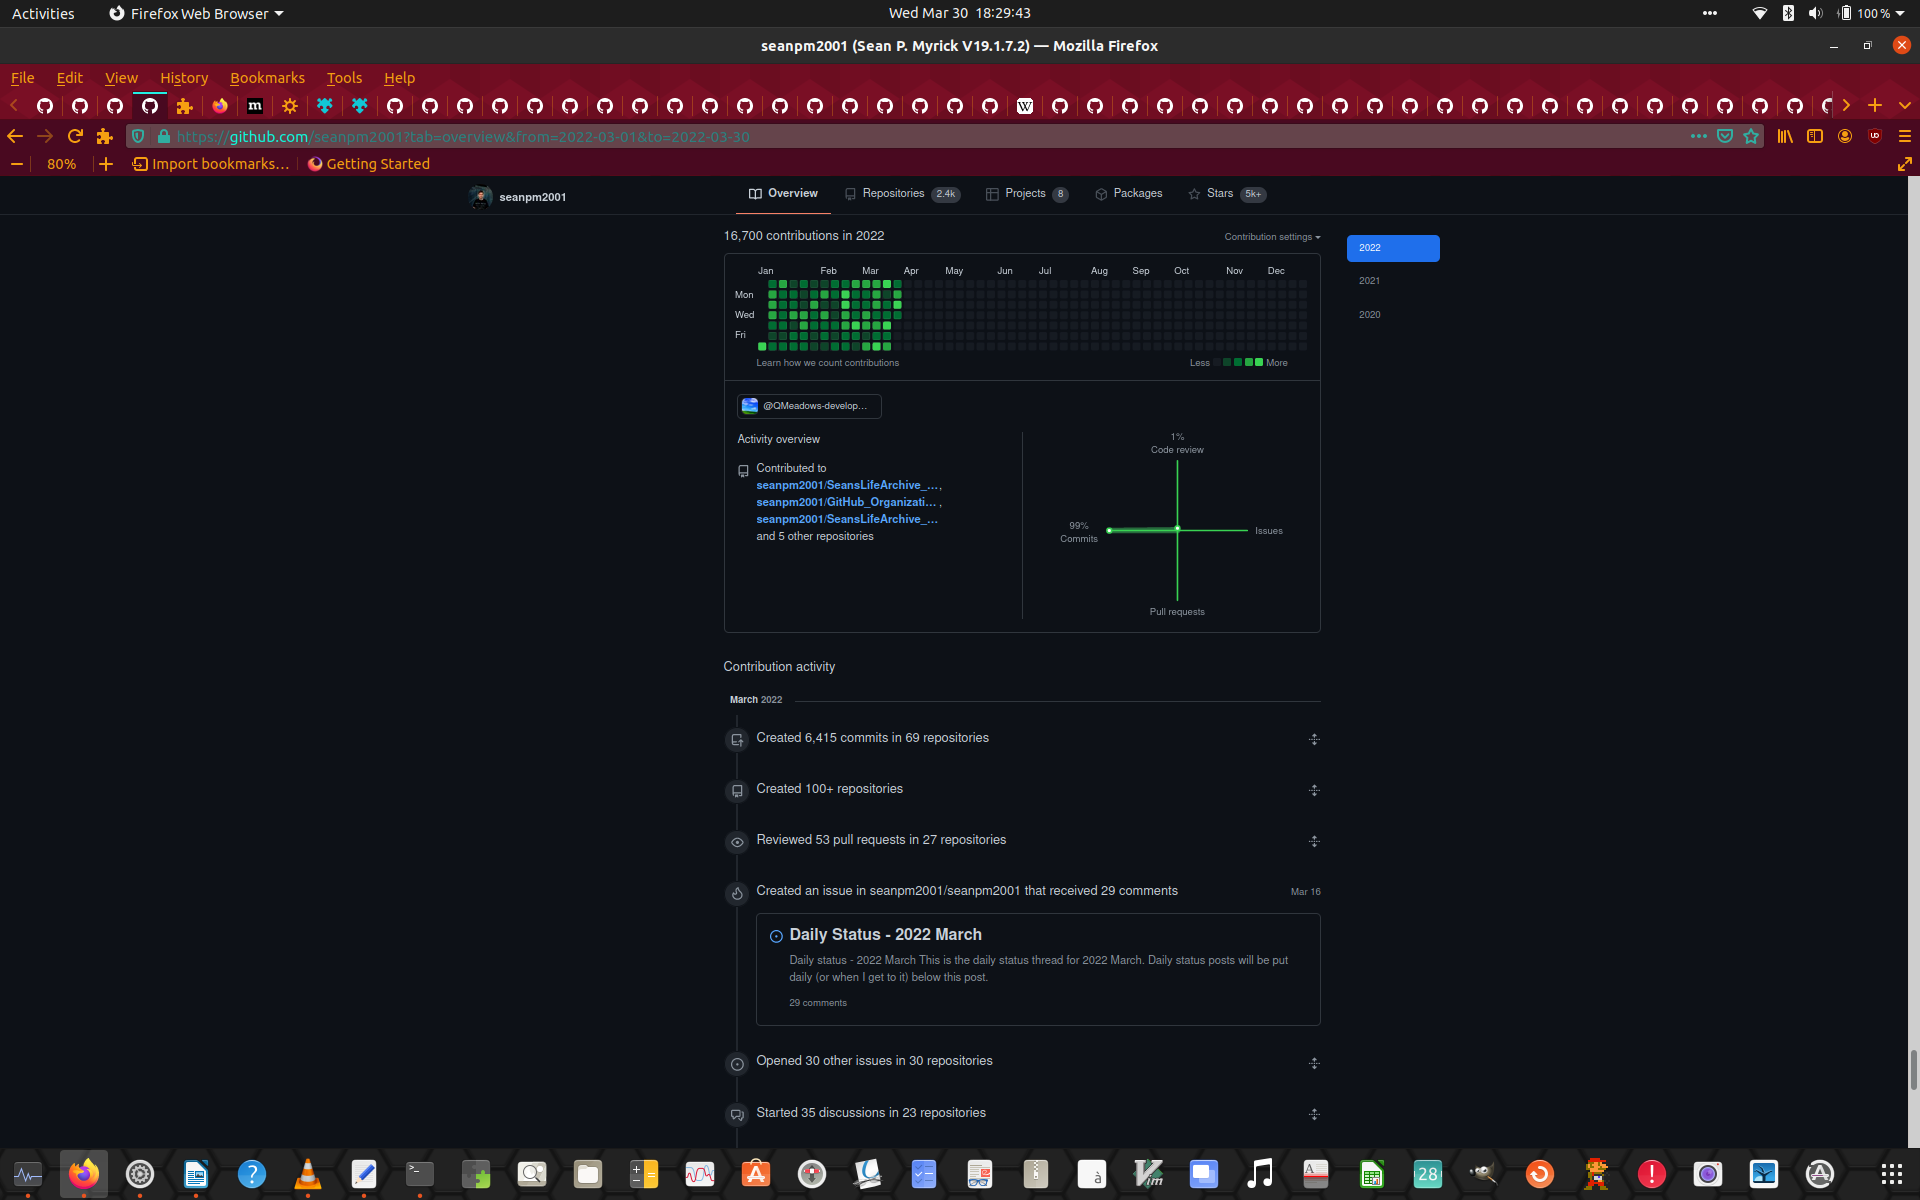 Activities
Firefox Web Browser
Wed Mar 30 18:29:43
100 %
seanpm2001 (Sean P. Myrick V19.1.7.2) — Mozilla Firefox
File Edit View History Bookmarks Tools Help
https://github.com/seanpm2001?tab=overview&from=2022-03-01&to=2022-03-30
80%
Import bookmarks...
Getting Started
seanpm2001
Overview
Repositories 2.4k
Projects 8
Packages
Stars 5k+
16,700 contributions in 2022
Contribution settings
2022
2021
2020
Jan Feb Mar Apr May Jun Jul Aug Sep Oct Nov Dec
Mon
Wed
Fri
Learn how we count contributions
Less More
@QMeadows-develop...
Activity overview
Contributed to
seanpm2001/SeansLifeArchive_...,
seanpm2001/GitHub_Organizati... ,
seanpm2001/SeansLifeArchive_...
and 5 other repositories
1%
Code review
99%
Commits
Issues
Pull requests
Contribution activity
March 2022
Created 6,415 commits in 69 repositories
Created 100+ repositories
Reviewed 53 pull requests in 27 repositories
Created an issue in seanpm2001/seanpm2001 that received 29 comments
Mar 16
Daily Status - 2022 March
Daily status - 2022 March This is the daily status thread for 2022 March. Daily status posts will be put
daily (or when I get to it) below this post.
29 comments
Opened 30 other issues in 30 repositories
Started 35 discussions in 23 repositories
28